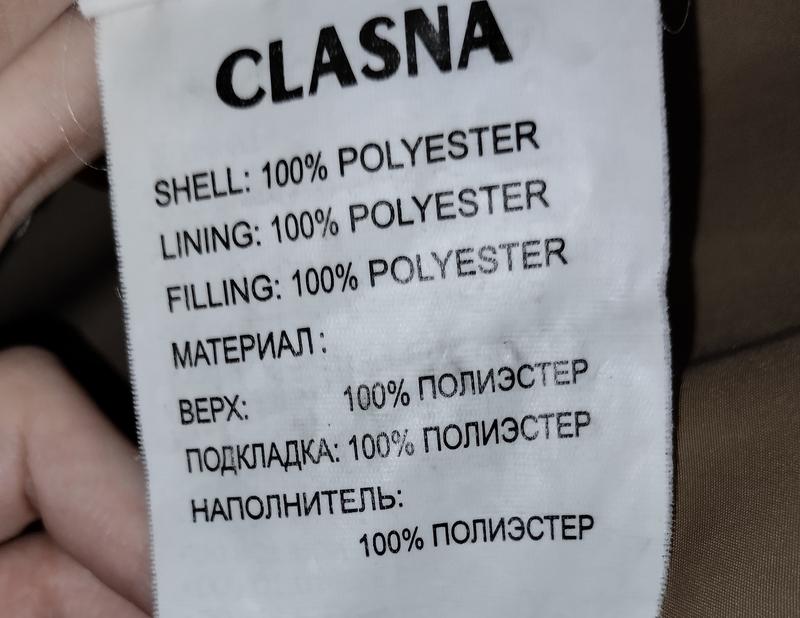 CLASNA
SHELL: 100% POLYESTER
LINING: 100% POLYESTER
FILLING: 100% POLYESTER
МАТЕРИАЛ:
ВЕРХ: 100% ПОЛИЭСТЕР
ПОДКЛАДКА: 100% ПОЛИЭСТЕР
НАПОЛНИТЕЛЬ:
100% ПОЛИЭСТЕР